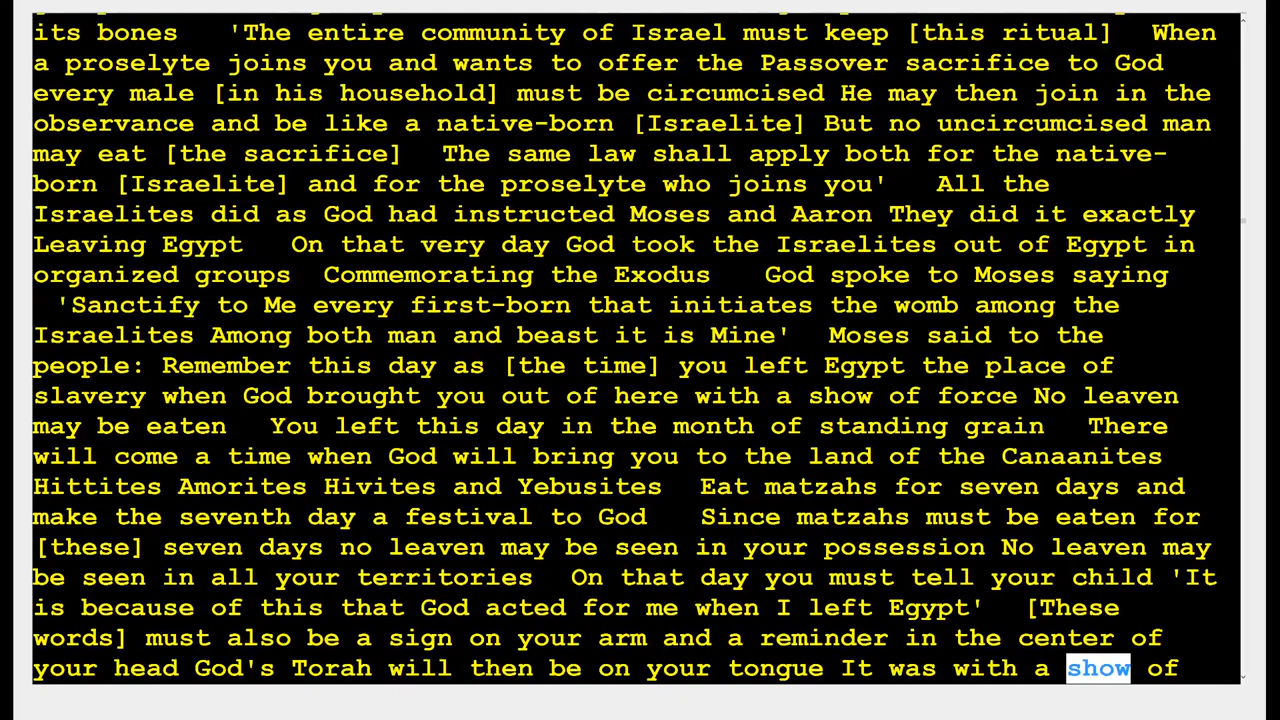 its bones 'The entire community of Israel must keep [this ritual] When
a proselyte joins you and wants to offer the Passover sacrifice to God
every male [in his household] must be circumcised He may then join in the
observance and be like a native-born [Israelite] But no uncircumcised man
may eat [the sacrifice] The same law shall apply both for the native-
born [Israelite] and for the proselyte who joins you' All the
Israelites did as God had instructed Moses and Aaron They did it exactly
Leaving Egypt On that very day God took the Israelites out of Egypt in
organized groups Commemorating the Exodus God spoke to Moses saying
'Sanctify to Me every first-born that initiates the womb among the
Israelites Among both man and beast it is Mine' Moses said to the
people: Remember this day as [the time] you left Egypt the place of
slavery when God brought you out of here with a show of force No leaven
may be eaten You left this day in the month of standing grain There
will come a time when God will bring you to the land of the Canaanites
Hittites Amorites Hivites and Yebusites Eat matzahs for seven days and
make the seventh day a festival to God Since matzahs must be eaten for
[these] seven days no leaven may be seen in your possession No leaven may
be seen in all your territories On that day you must tell your child 'It
is because of this that God acted for me when I left Egypt' [These
words] must also be a sign on your arm and a reminder in the center of
your head God's Torah will then be on your tongue It was with a show of